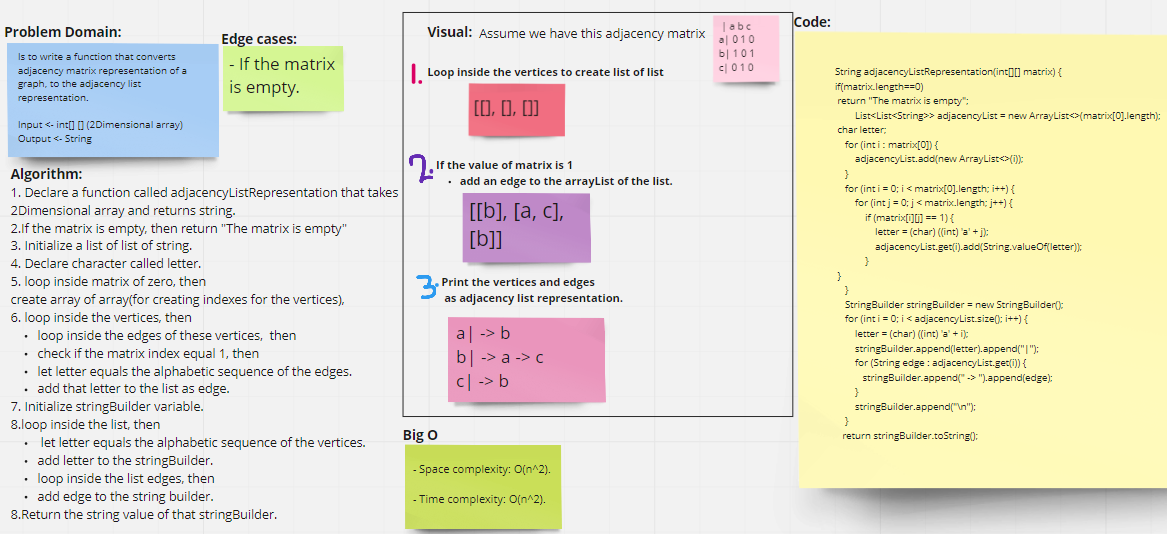 Problem Domain:
Is to write a function that converts
adjacency matrix representation of a
graph, to the adjacency list
representation.
Input <- int[] [] (2Dimensional array)
Output <- String
Edge cases:
- If the matrix
is empty.
Algorithm:
1. Declare a function called adjacencyListRepresentation that takes
2Dimensional array and returns string.
2.If the matrix is empty, then return "The matrix is empty"
3. Initialize a list of list of string.
4. Declare character called letter.
5. loop inside matrix of zero, then
create array of array(for creating indexes for the vertices),
6. loop inside the vertices, then
• loop inside the edges of these vertices, then
• check if the matrix index equal 1, then
• let letter equals the alphabetic sequence of the edges.
• add that letter to the list as edge.
7. Initialize stringBuilder variable.
8.loop inside the list, then
• let letter equals the alphabetic sequence of the vertices.
• add letter to the stringBuilder.
• loop inside the list edges, then
• add edge to the string builder.
8.Return the string value of that stringBuilder.
Visual: Assume we have this adjacency matrix
| a b c
a| 0 1 0
b| 1 0 1
c| 0 1 0
1. Loop inside the vertices to create list of list
[[], [], []]
2. If the value of matrix is 1
• add an edge to the arrayList of the list.
[[b], [a, c],
[b]]
3. Print the vertices and edges
as adjacency list representation.
a| -> b
b| -> a -> c
c| -> b
Big O
- Space complexity: O(n^2).
- Time complexity: O(n^2).
Code:
String adjacencyListRepresentation(int[][] matrix) {
if(matrix.length==0)
return "The matrix is empty";
List<List<String>> adjacencyList = new ArrayList<>(matrix[0].length);
char letter;
for (int i : matrix[0]) {
adjacencyList.add(new ArrayList<>(i));
}
for (int i = 0; i < matrix[0].length; i++) {
for (int j = 0; j < matrix.length; j++) {
if (matrix[i][j] == 1) {
letter = (char) ((int) 'a' + j);
adjacencyList.get(i).add(String.valueOf(letter));
}
}
}
StringBuilder stringBuilder = new StringBuilder();
for (int i = 0; i < adjacencyList.size(); i++) {
letter = (char) ((int) 'a' + i);
stringBuilder.append(letter).append("|");
for (String edge : adjacencyList.get(i)) {
stringBuilder.append(" -> ").append(edge);
}
stringBuilder.append("\n");
}
return stringBuilder.toString();